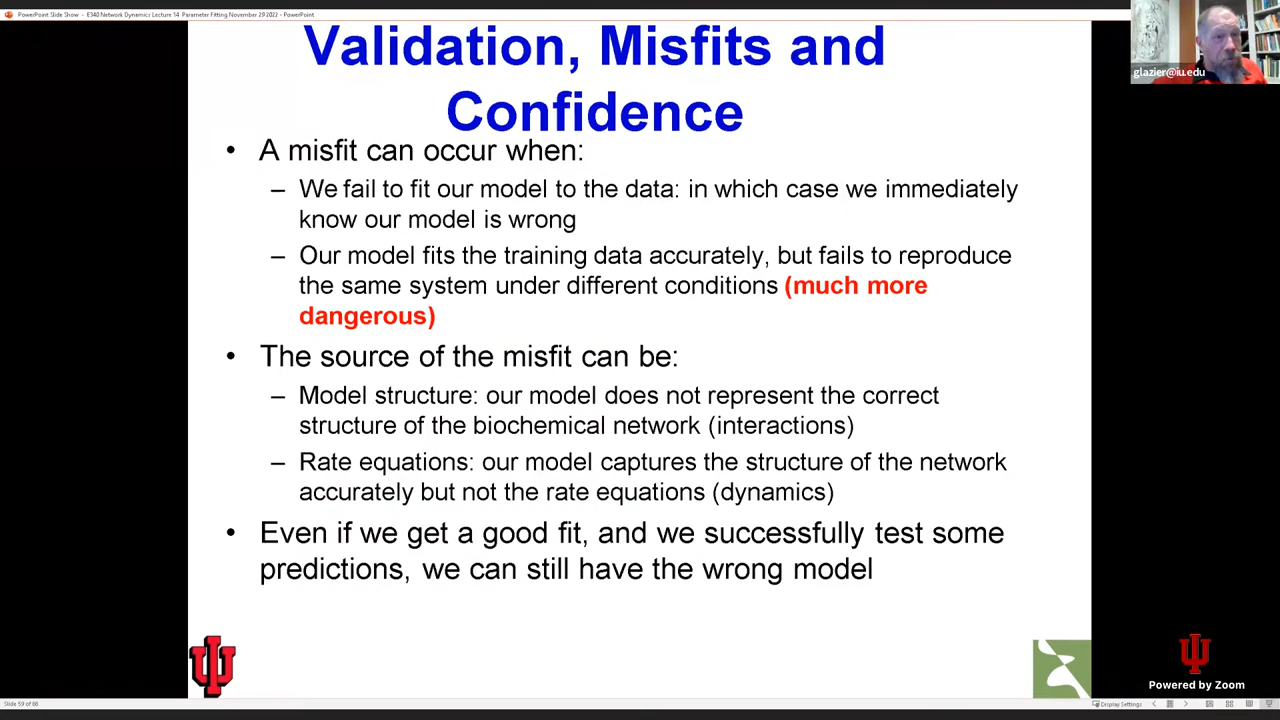 PowerPoint Slide Show - E340 Network Dynamics Lecture 14 Parameter Fitting November 29 2022 - PowerPoint
glazier@iu.edu
Validation, Misfits and
Confidence
• A misfit can occur when:
– We fail to fit our model to the data: in which case we immediately
know our model is wrong
– Our model fits the training data accurately, but fails to reproduce
the same system under different conditions (much more
dangerous)
• The source of the misfit can be:
– Model structure: our model does not represent the correct
structure of the biochemical network (interactions)
– Rate equations: our model captures the structure of the network
accurately but not the rate equations (dynamics)
• Even if we get a good fit, and we successfully test some
predictions, we can still have the wrong model
Powered by Zoom
Slide 59 of 88
Display Settings